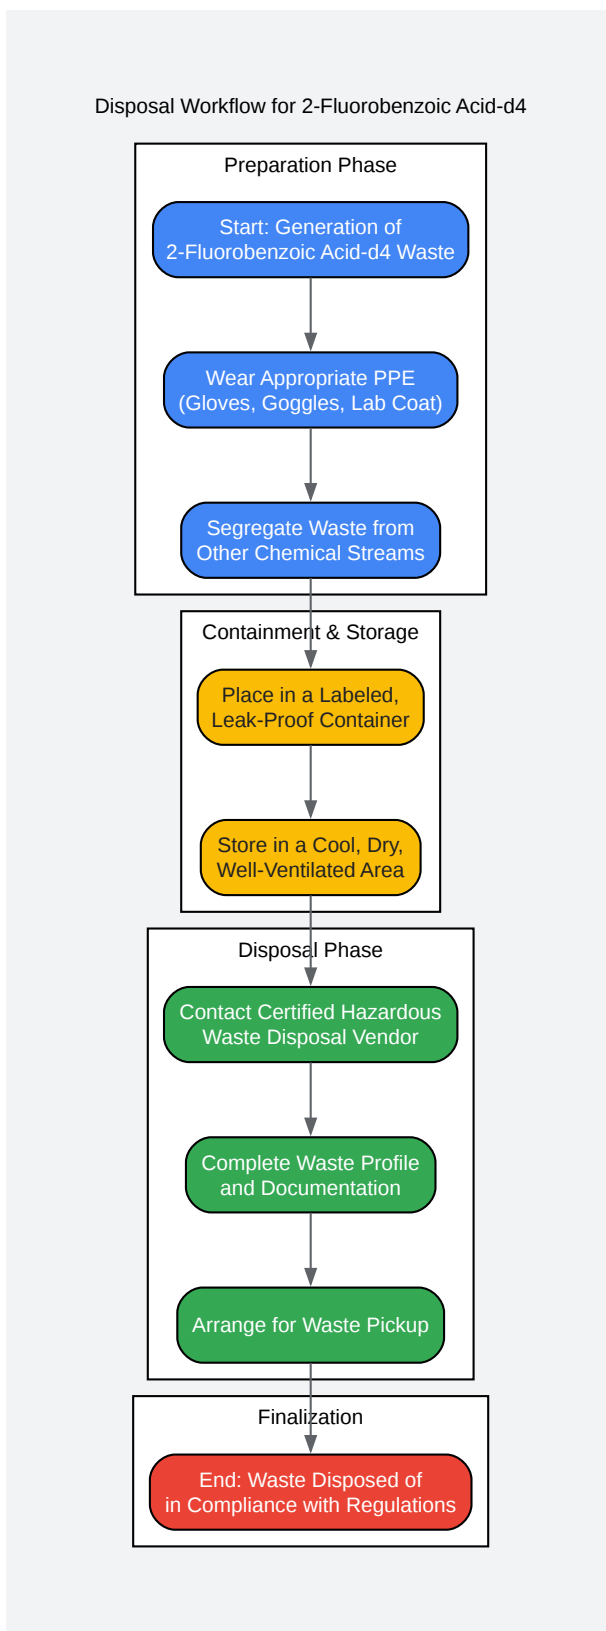 Disposal Workflow for 2-Fluorobenzoic Acid-d4
Preparation Phase
Start: Generation of
2-Fluorobenzoic Acid-d4 Waste
Wear Appropriate PPE
(Gloves, Goggles, Lab Coat)
Segregate Waste from
Other Chemical Streams
Containment & Storage
Place in a Labeled,
Leak-Proof Container
Store in a Cool, Dry,
Well-Ventilated Area
Disposal Phase
Contact Certified Hazardous
Waste Disposal Vendor
Complete Waste Profile
and Documentation
Arrange for Waste Pickup
Finalization
End: Waste Disposed of
in Compliance with Regulations